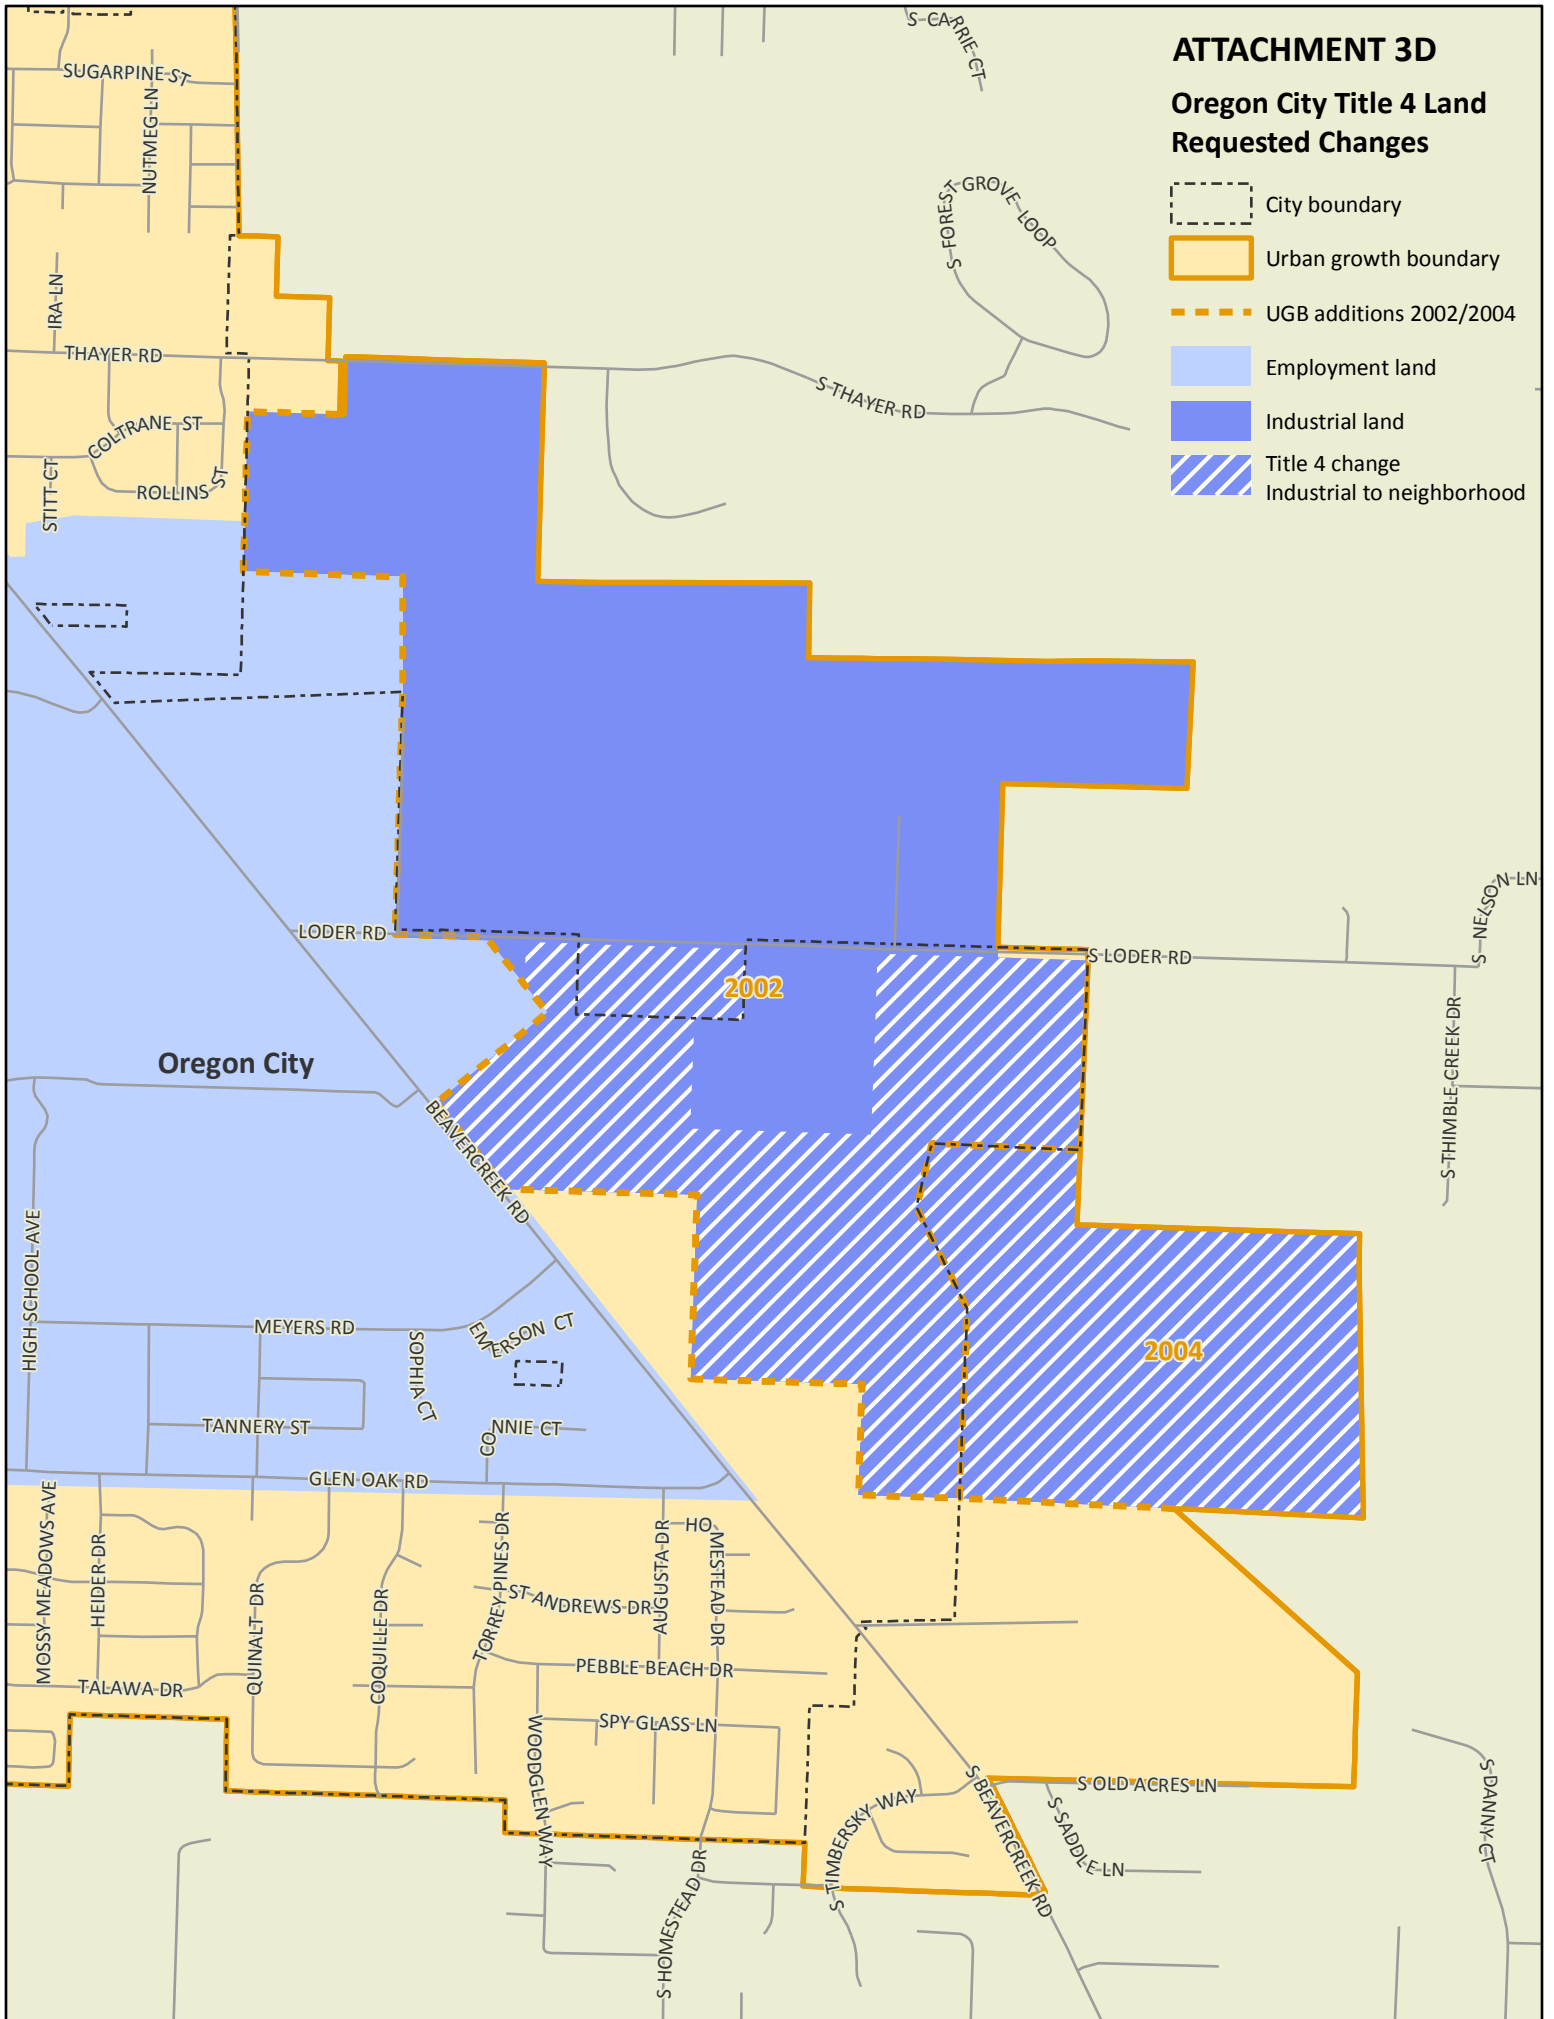 ATTACHMENT 3D
Oregon City Title 4 Land
Requested Changes
City boundary
Urban growth boundary
UGB additions 2002/2004
Employment land
Industrial land
Title 4 change
Industrial to neighborhood
S CARRIE CT
SUGARPINE ST
NUTMEG LN
S FOREST GROVE LOOP
IRA LN
THAYER RD
S THAYER RD
COLTRANE ST
STITT CT
ROLLINS ST
S NELSON LN
LODER RD
S LODER RD
2002
S THIMBLE CREEK DR
Oregon City
BEAVERCREEK RD
HIGH SCHOOL AVE
MEYERS RD
SOPHIA CT
EMERSON CT
2004
TANNERY ST
CONNIE CT
GLEN OAK RD
MOSSY MEADOWS AVE
HEIDER DR
QUINALT DR
COQUILLE DR
TORREY PINES DR
ST ANDREWS DR
AUGUSTA DR
HOMESTEAD DR
PEBBLE BEACH DR
TALAWA DR
WOODGLEN WAY
SPY GLASS LN
S TIMBERSKY WAY
S BEAVERCREEK RD
S OLD ACRES LN
S SADDLE LN
S DANNY CT
S HOMESTEAD DR